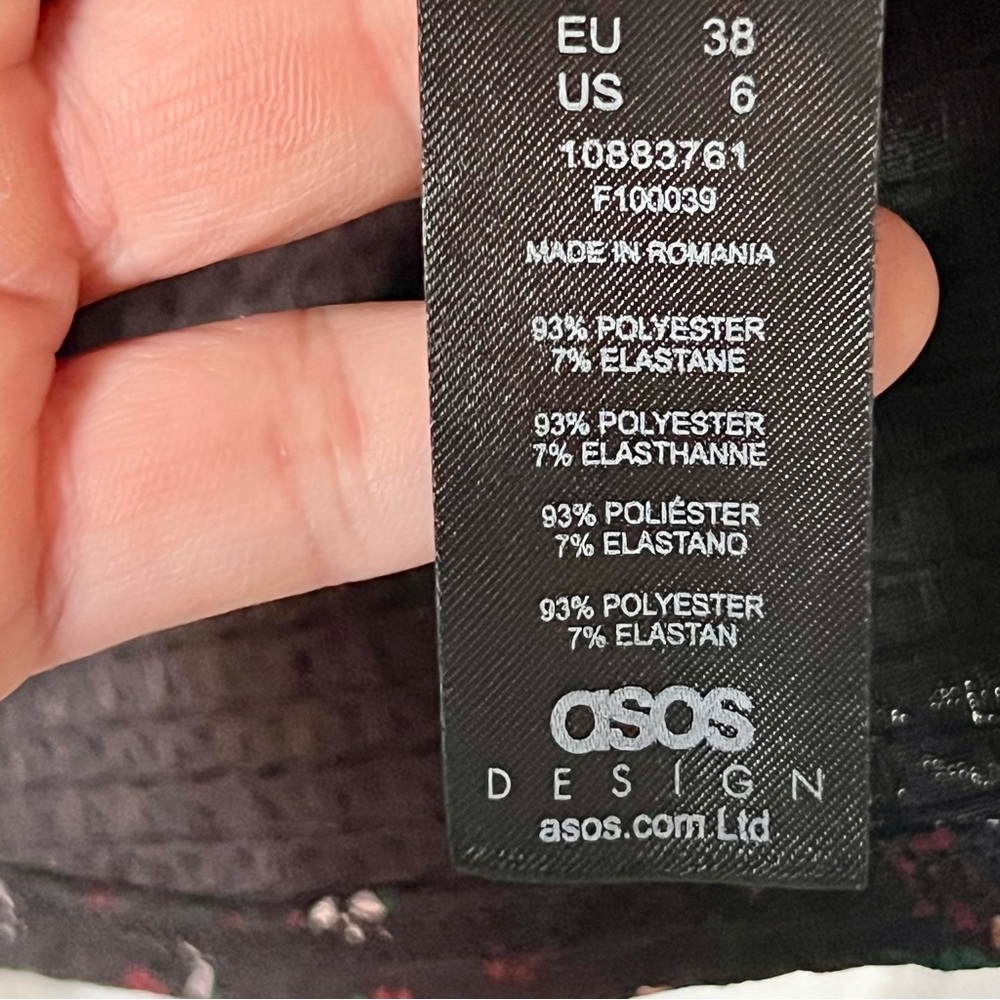 EU 38
US 6
10883761
F100039
MADE IN ROMANIA
93% POLYESTER
7% ELASTANE
93% POLYESTER
7% ELASTHANNE
93% POLIÉSTER
7% ELASTANO
93% POLYESTER
7% ELASTAN
asos
DESIGN
asos.com Ltd